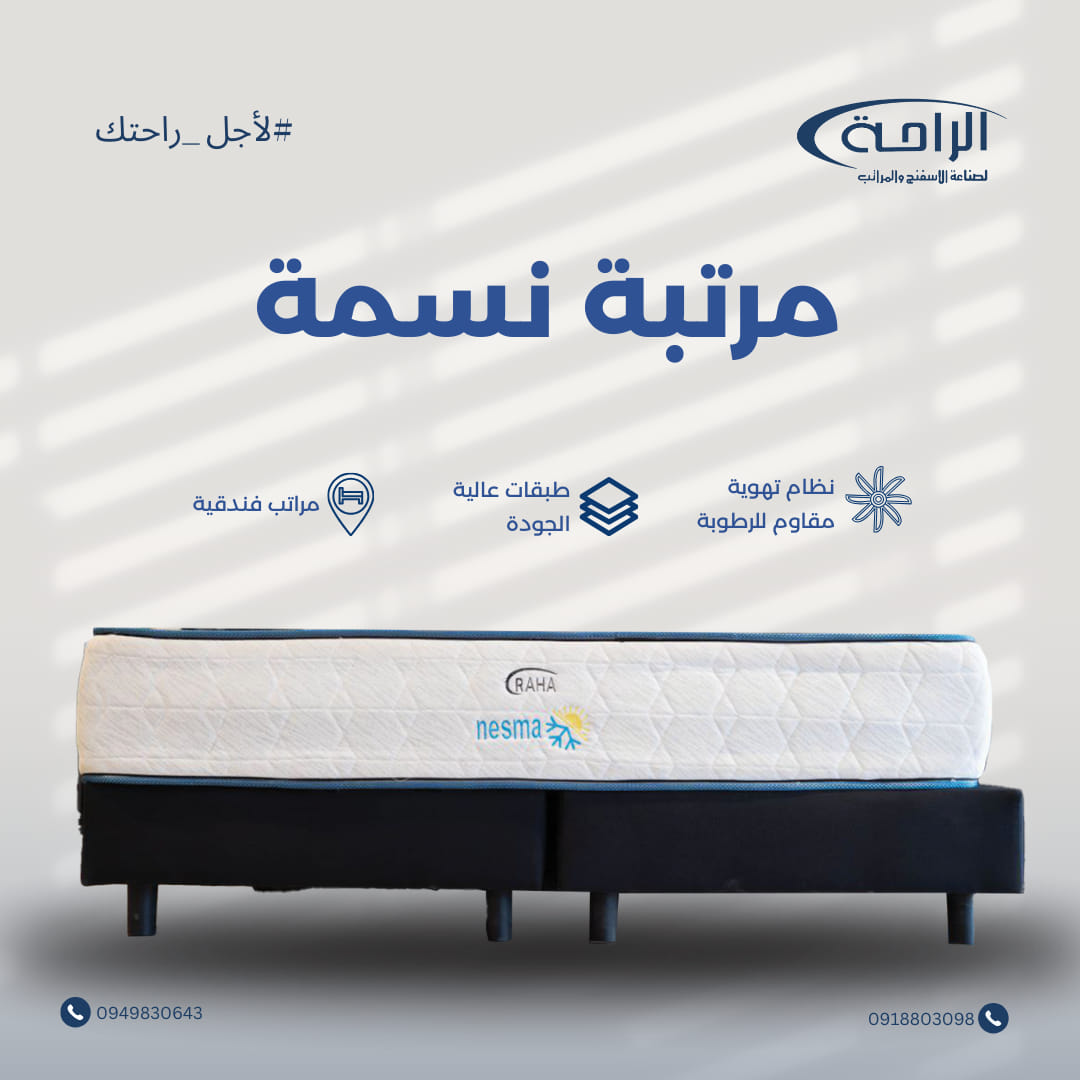 الراحة
لصناعة الاسفنج والمراتب
#لأجل_راحتك
مرتبة نسمة
نظام تهوية
مقاوم للرطوبة
طبقات عالية
الجودة
مراتب فندقية
RAHA
nesma
0918803098
0949830643